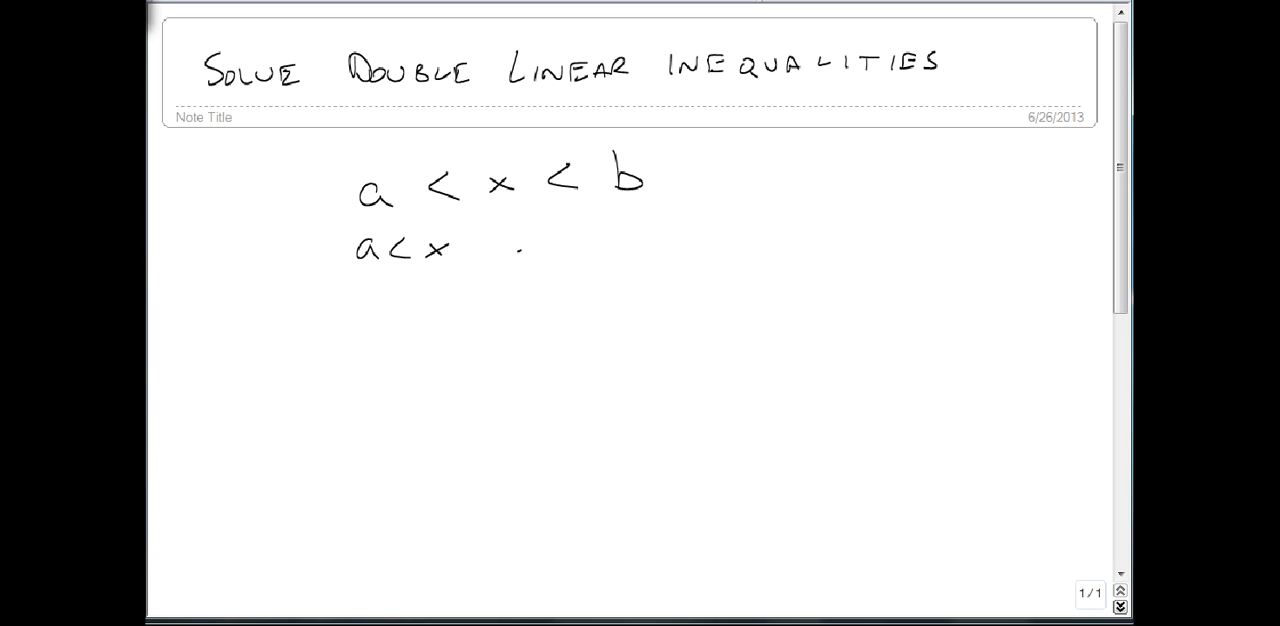 SOLVE DOUBLE LINEAR INEQUALITIES
Note Title 6/26/2013
a < x < b
a < x
1/1